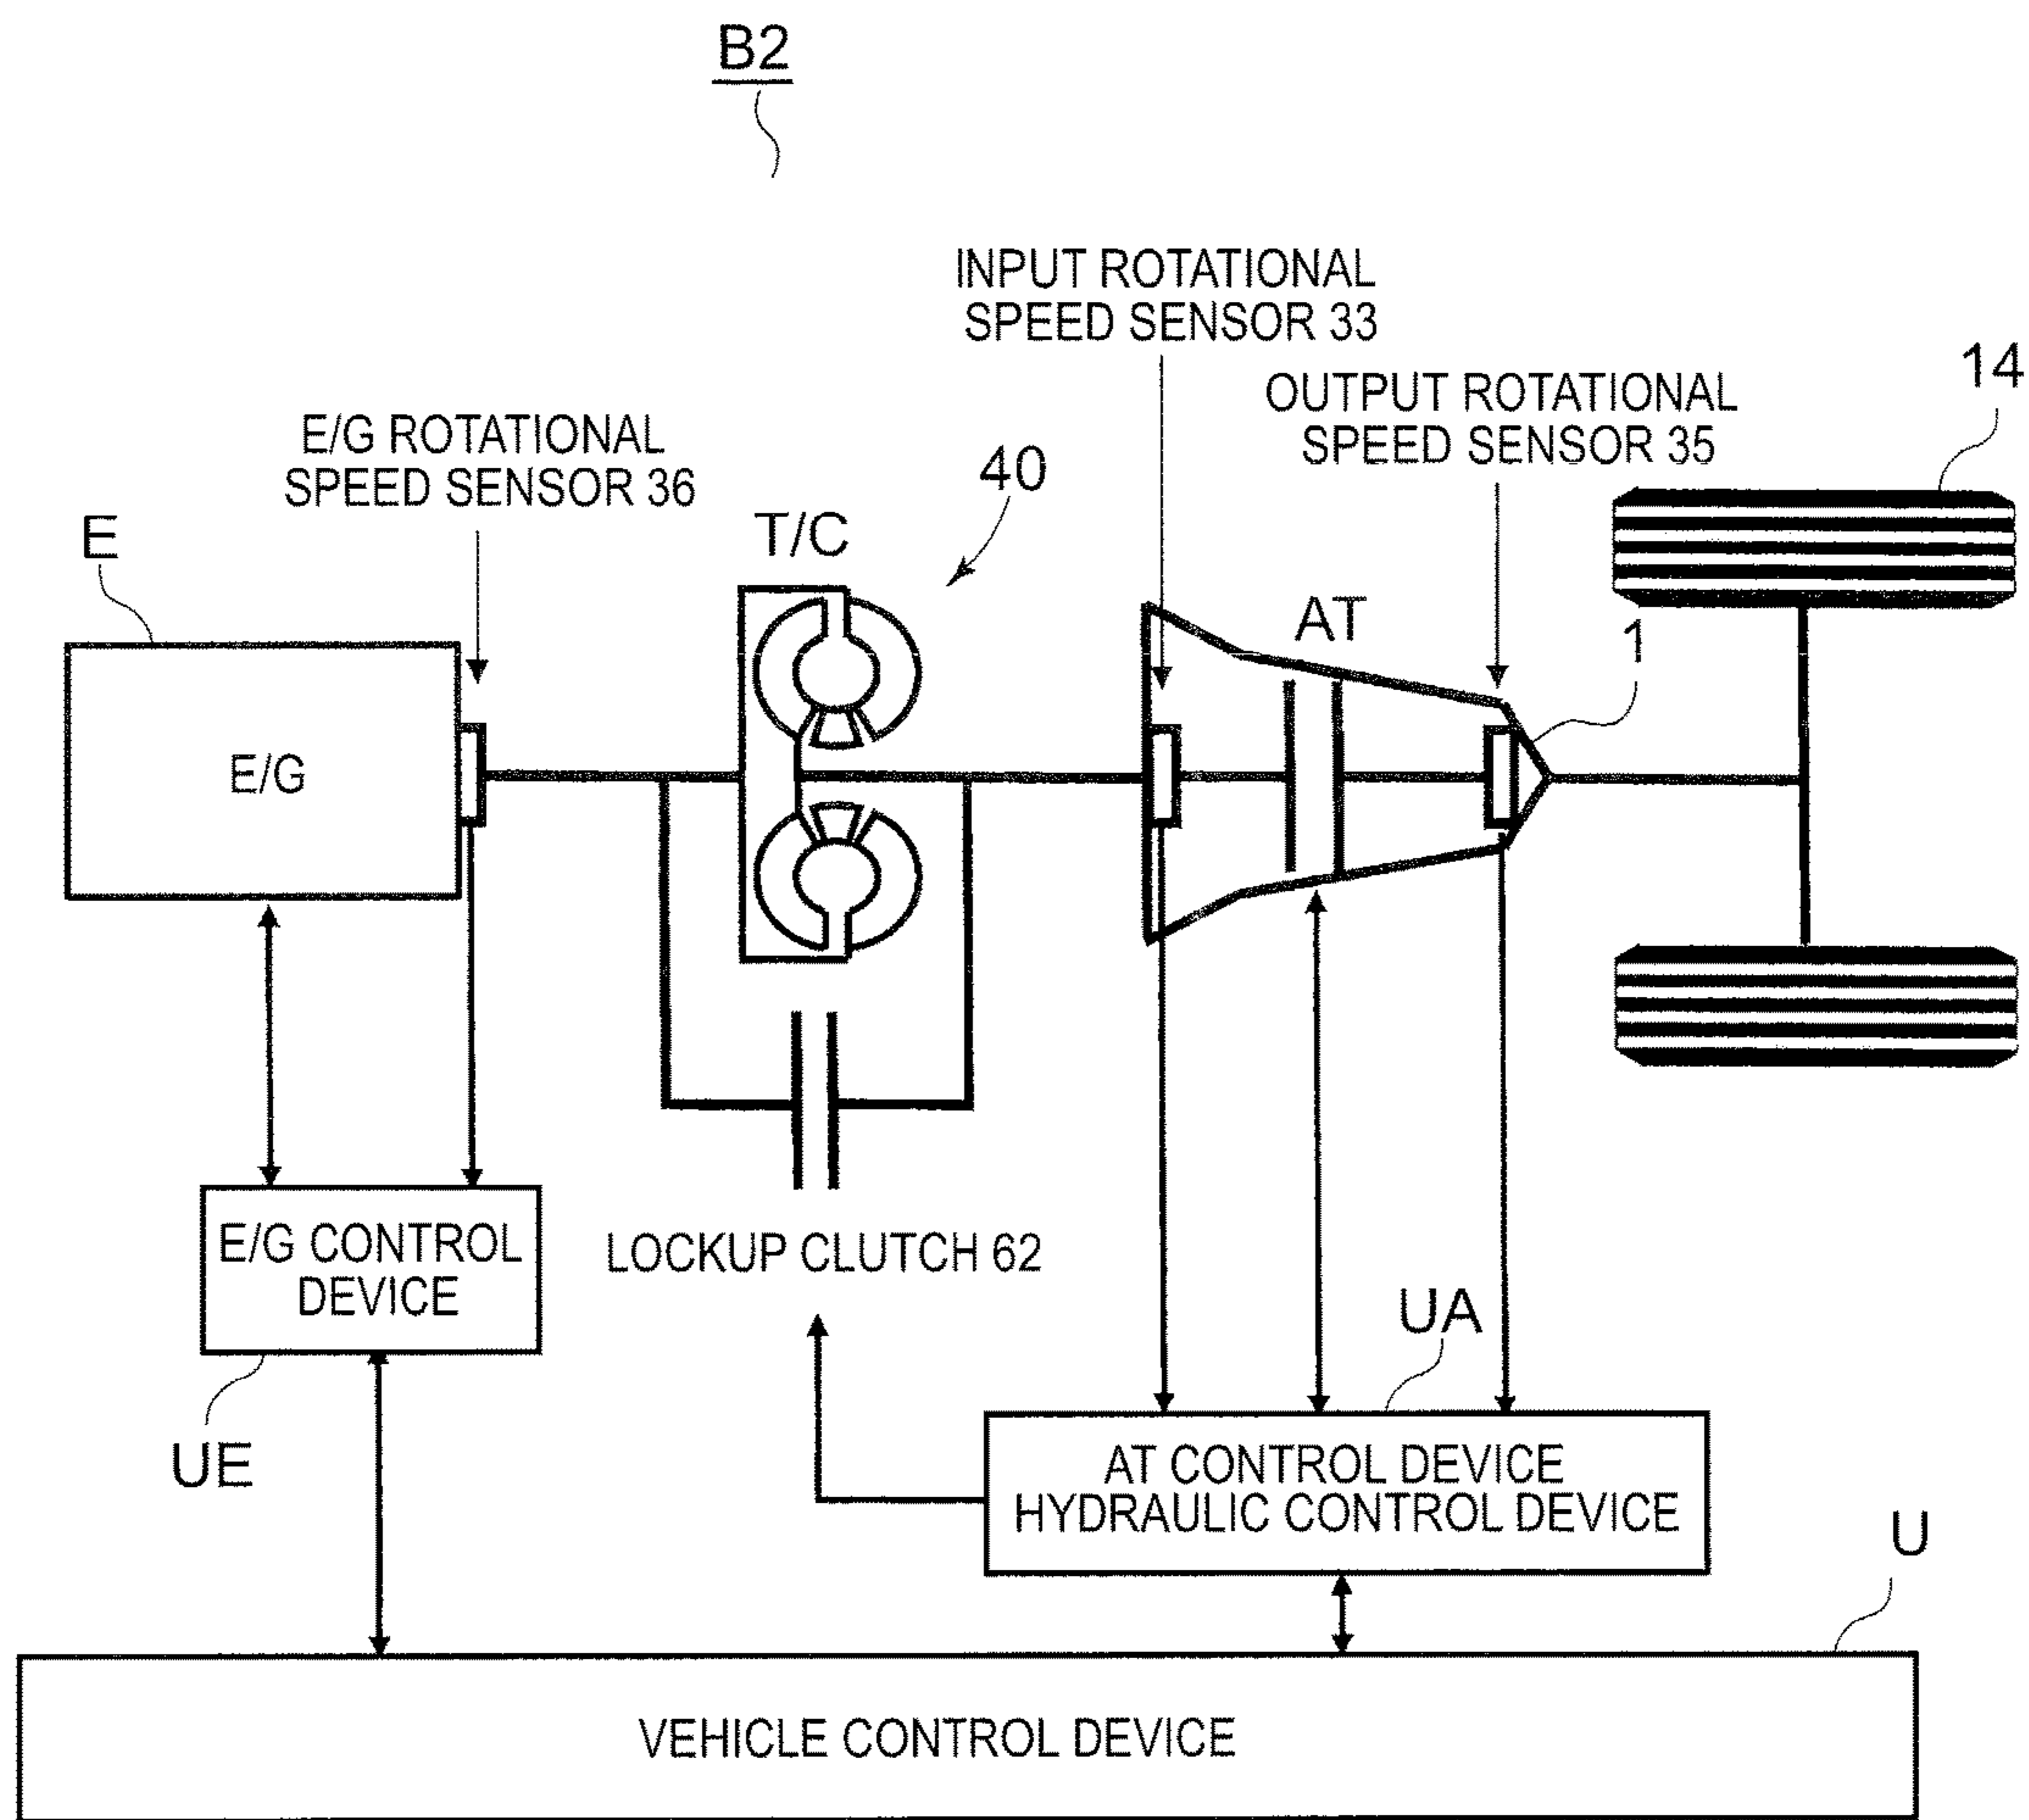 B2
INPUT ROTATIONAL
SPEED SENSOR 33
OUTPUT ROTATIONAL
SPEED SENSOR 35
14
E/G ROTATIONAL
SPEED SENSOR 36
40
E
T/C
AT
1
E/G
E/G CONTROL
DEVICE
LOCKUP CLUTCH 62
UA
UE
AT CONTROL DEVICE
HYDRAULIC CONTROL DEVICE
U
VEHICLE CONTROL DEVICE